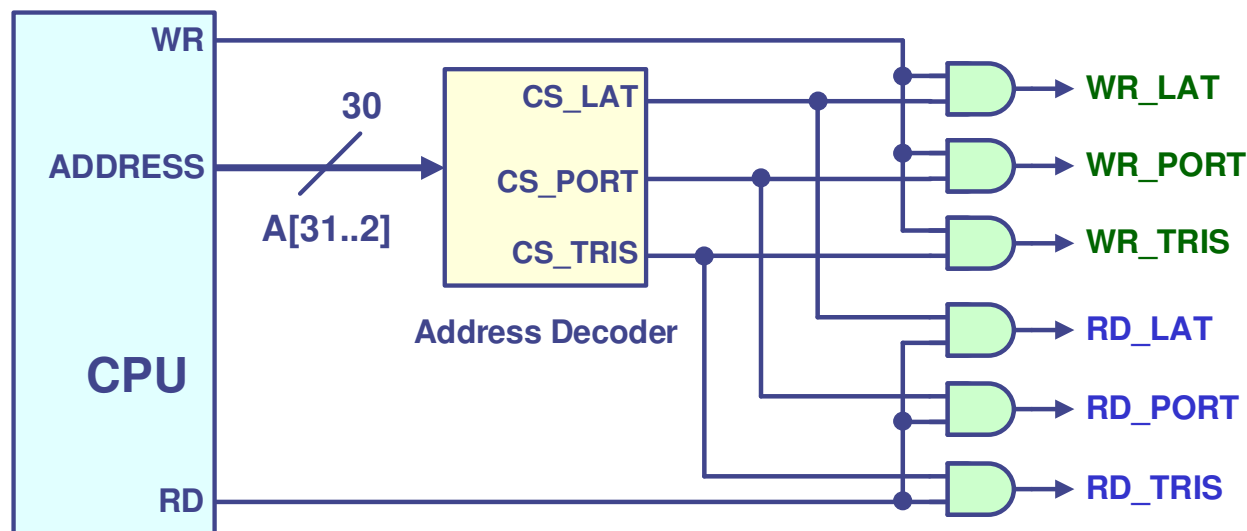 WR
30
ADDRESS
A[31..2]
CPU
RD
CS_LAT
CS_PORT
CS_TRIS
Address Decoder
WR_LAT
WR_PORT
WR_TRIS
RD_LAT
RD_PORT
RD_TRIS